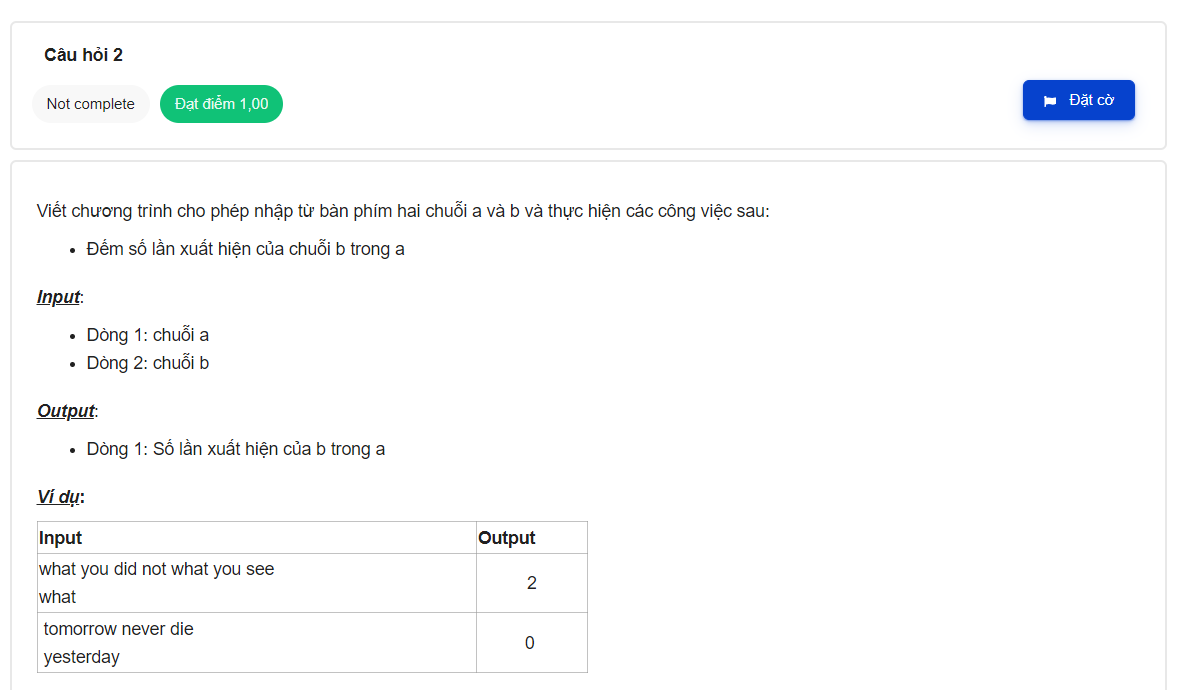 Câu hỏi 2
Not complete
Đạt điểm 1,00
Đặt cờ
Viết chương trình cho phép nhập từ bàn phím hai chuỗi a và b và thực hiện các công việc sau:
Đếm số lần xuất hiện của chuỗi b trong a
Input:
Dòng 1: chuỗi a
Dòng 2: chuỗi b
Output:
Dòng 1: Số lần xuất hiện của b trong a
Ví dụ:
Input Output
what you did not what you see
what
2
tomorrow never die
yesterday
0